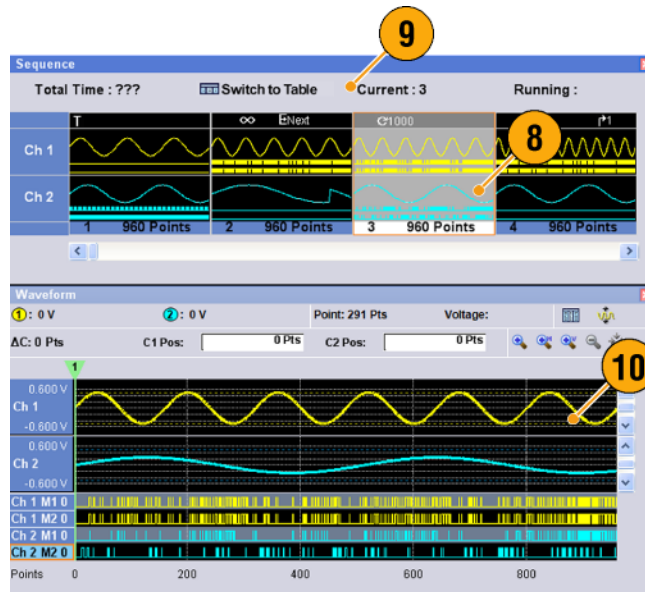 9
Sequence
Total Time : ??? Switch to Table Current : 3 Running :
T ∞ Next 1000 1
8
Ch 1
Ch 2
1 960 Points 2 960 Points 3 960 Points 4 960 Points
Waveform
1 : 0 V 2 : 0 V Point: 291 Pts Voltage:
ΔC: 0 Pts C1 Pos: 0 Pts C2 Pos: 0 Pts
10
1
0.600 V
Ch 1
-0.600 V
0.600 V
Ch 2
-0.600 V
Ch 1 M1 0
Ch 1 M2 0
Ch 2 M1 0
Ch 2 M2 0
Points 0 200 400 600 800